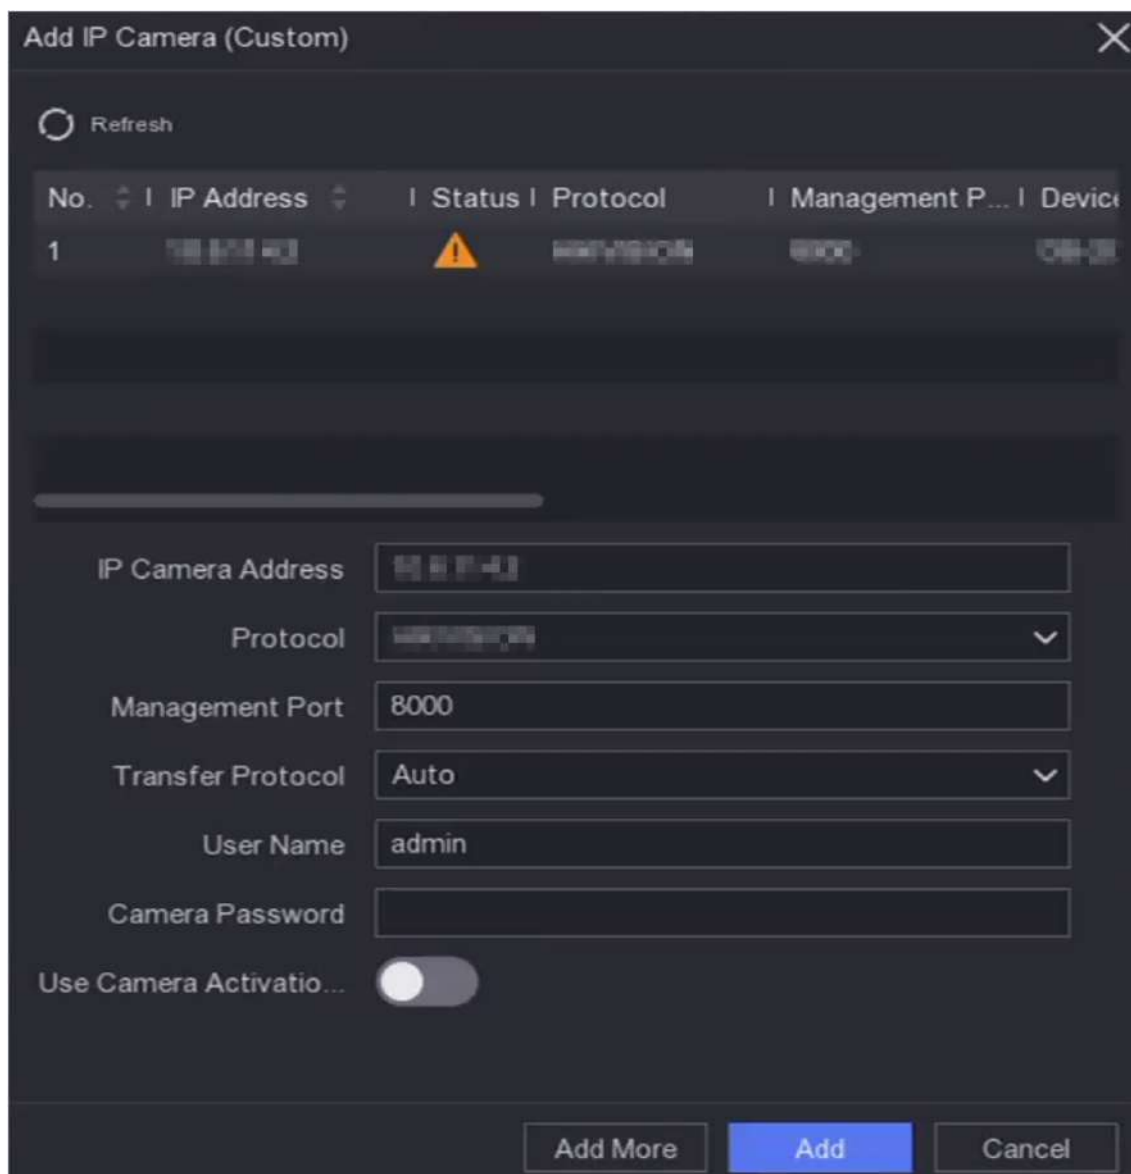 Add IP Camera (Custom)
Refresh
No. IP Address Status Protocol Management P... Device
1
IP Camera Address
Protocol
Management Port 8000
Transfer Protocol Auto
User Name admin
Camera Password
Use Camera Activatio...
Add More Add Cancel